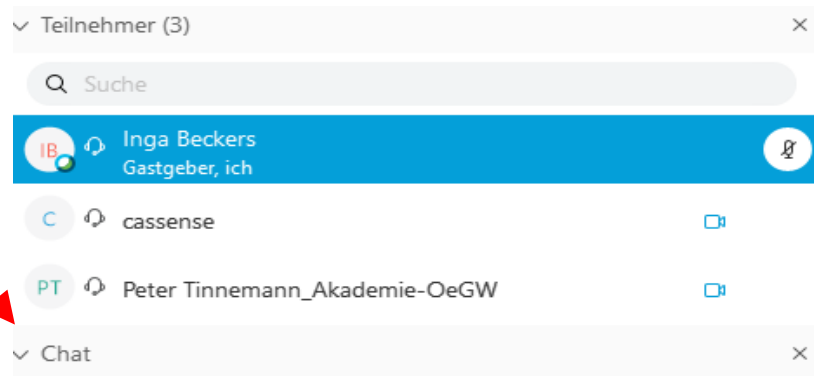 Teilnehmer (3)
Suche
IB Inga Beckers
Gastgeber, ich
C cassense
PT Peter Tinnemann_Akademie-OeGW
Chat